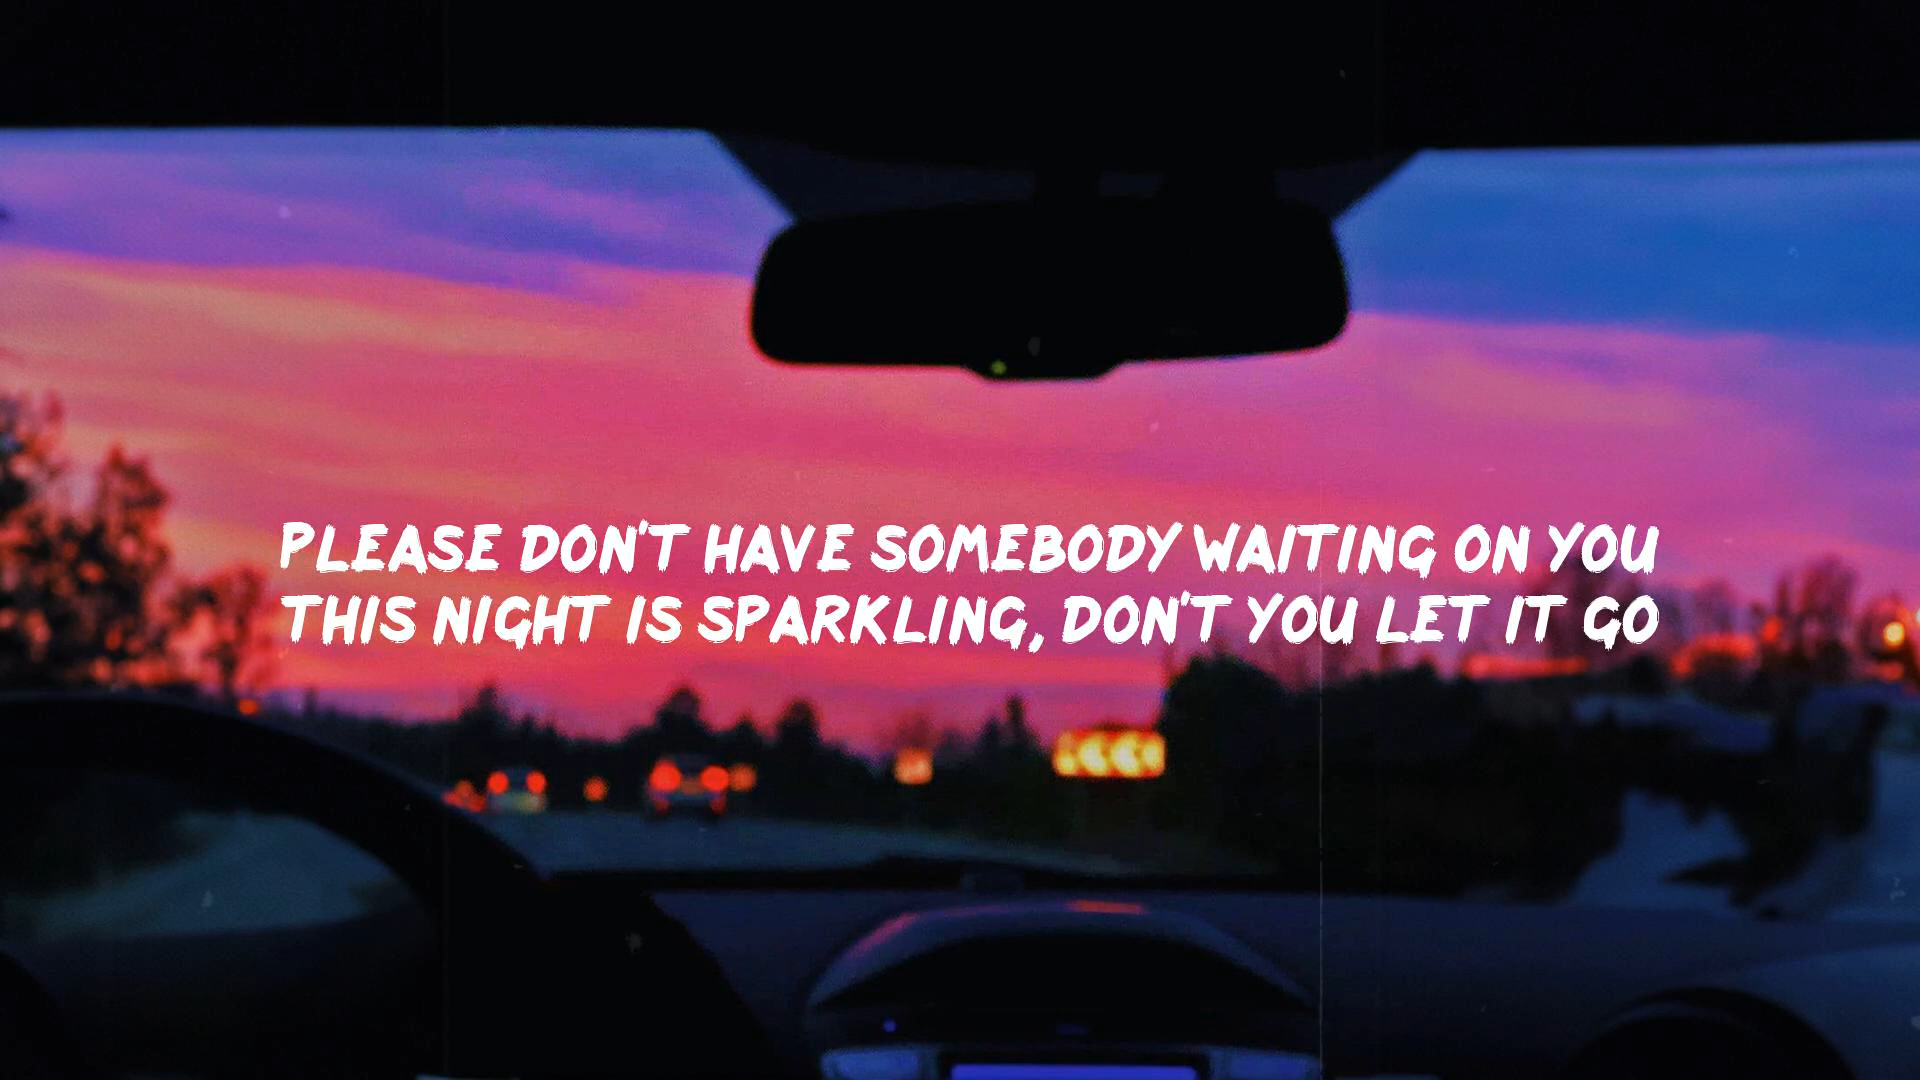 PLEASE DON'T HAVE SOMEBODY WAITING ON YOU
THIS NIGHT IS SPARKLING, DON'T YOU LET IT GO